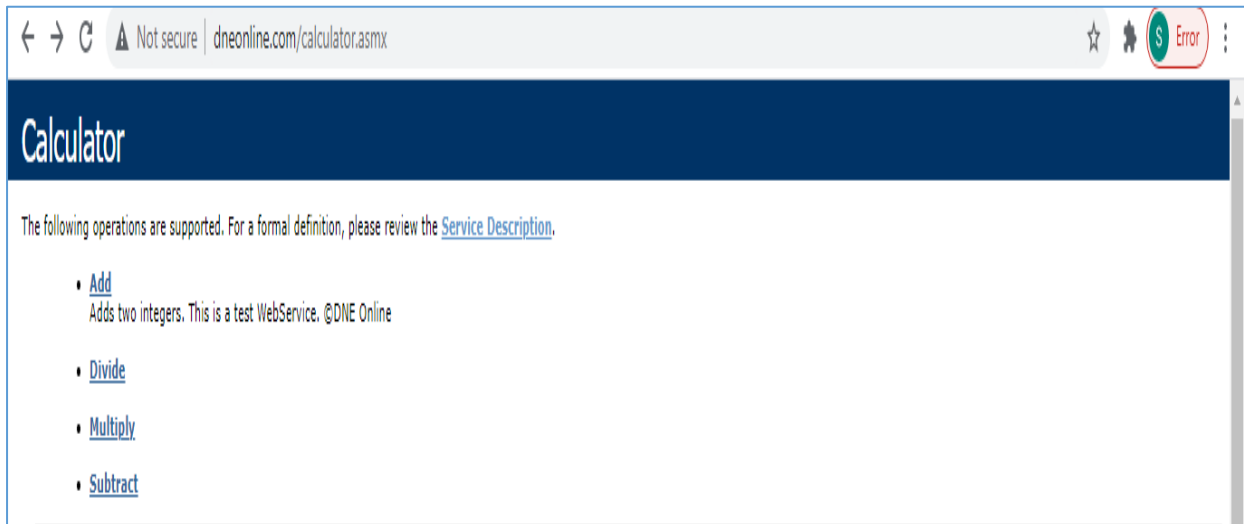 Not secure | dneonline.com/calculator.asmx
S Error
Calculator
The following operations are supported. For a formal definition, please review the Service Description.
• Add
Adds two integers. This is a test WebService. ©DNE Online
• Divide
• Multiply
• Subtract